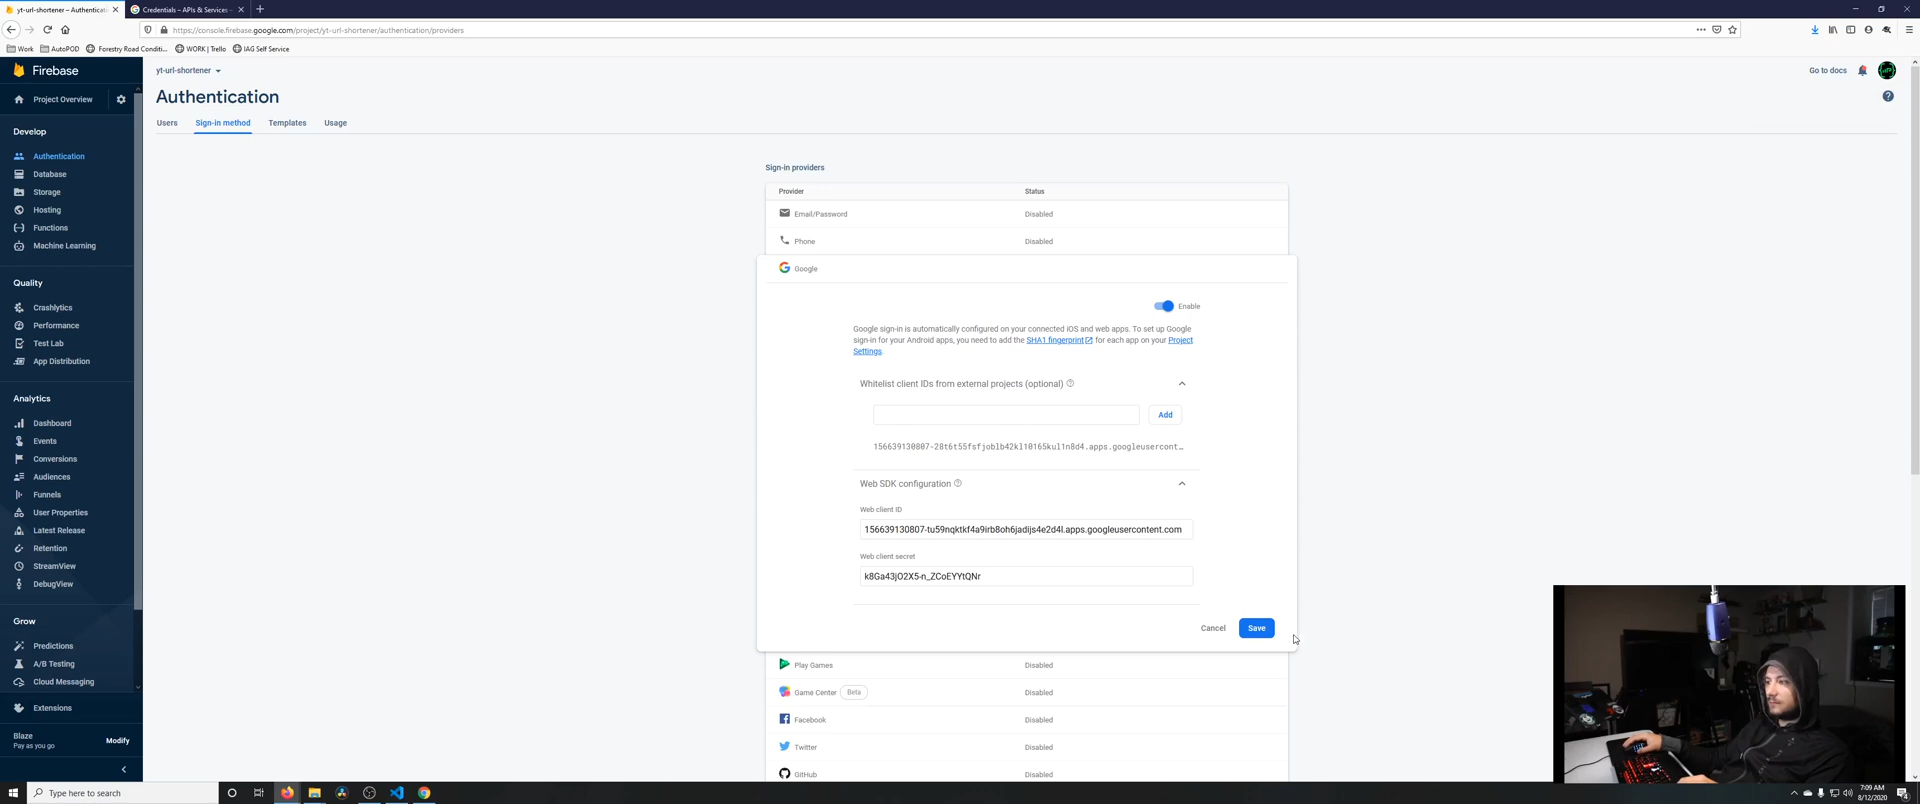 yt-url-shortener – Authenticati
Credentials – APIs & Services –
https://console.firebase.google.com/project/yt-url-shortener/authentication/providers
Work
AutoPOD
Forestry Road Conditi...
WORK | Trello
IAG Self Service
Firebase
yt-url-shortener
Go to docs
Project Overview
Authentication
Users
Sign-in method
Templates
Usage
Develop
Authentication
Database
Storage
Hosting
Functions
Machine Learning
Quality
Crashlytics
Performance
Test Lab
App Distribution
Analytics
Dashboard
Events
Conversions
Audiences
Funnels
User Properties
Latest Release
Retention
StreamView
DebugView
Grow
Predictions
A/B Testing
Cloud Messaging
Extensions
Blaze
Pay as you go
Modify
Sign-in providers
Provider
Status
Email/Password
Disabled
Phone
Disabled
Google
Enable
Google sign-in is automatically configured on your connected iOS and web apps. To set up Google
sign-in for your Android apps, you need to add the SHA1 fingerprint for each app on your Project
Settings.
Whitelist client IDs from external projects (optional)
Add
156639130807-28t6t55fsfjoblb42kl10165kul1n8d4.apps.googleusercont…
Web SDK configuration
Web client ID
156639130807-tu59nqktkf4a9irb8oh6jadijs4e2d4l.apps.googleusercontent.com
Web client secret
k8Ga43jO2X5-n_ZCoEYYtQNr
Cancel
Save
Play Games
Disabled
Game Center
Beta
Disabled
Facebook
Disabled
Twitter
Disabled
GitHub
Disabled
Type here to search
7:09 AM
8/12/2020